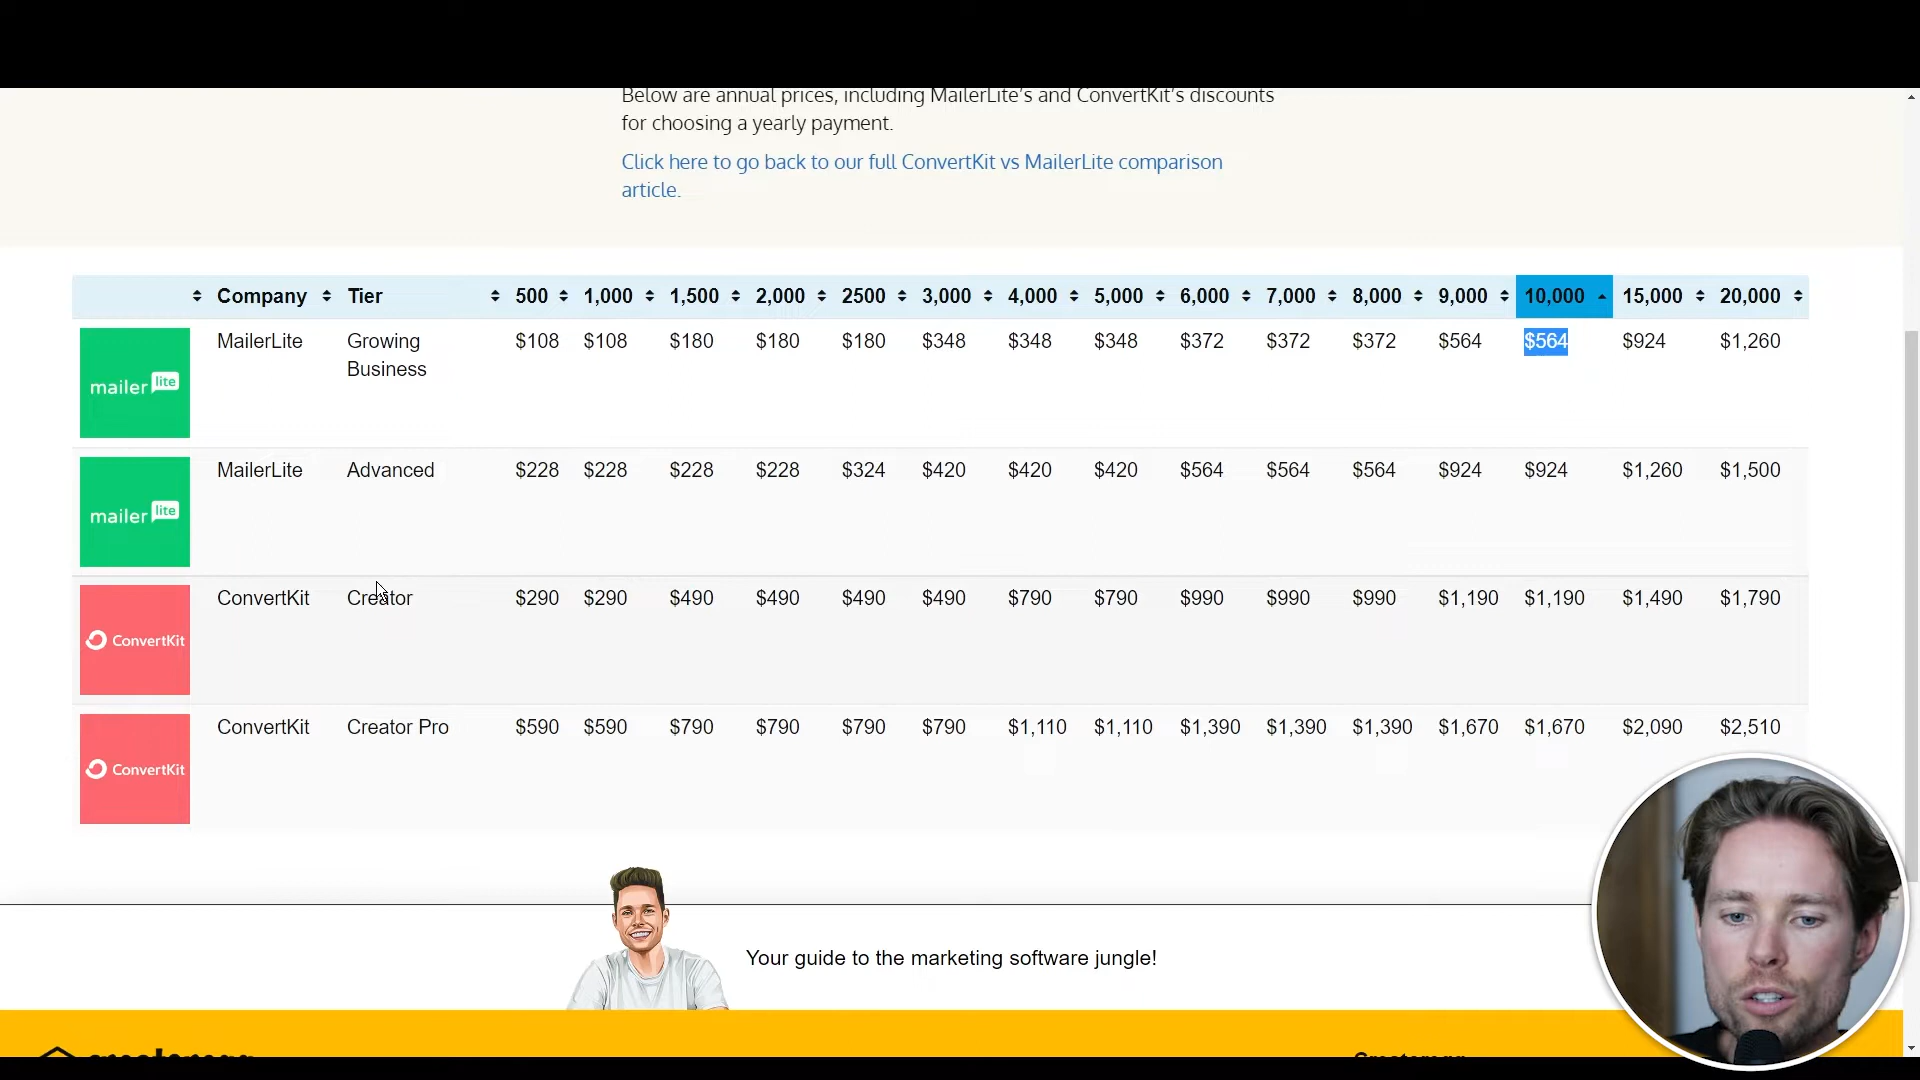 Below are annual prices, including MailerLite's and ConvertKit's discounts
for choosing a yearly payment.
Click here to go back to our full ConvertKit vs MailerLite comparison
article.
Company Tier 500 1,000 1,500 2,000 2500 3,000 4,000 5,000 6,000 7,000 8,000 9,000 10,000 15,000 20,000
MailerLite Growing $108 $108 $180 $180 $180 $348 $348 $348 $372 $372 $372 $564 $564 $924 $1,260
Business
mailer lite
MailerLite Advanced $228 $228 $228 $228 $324 $420 $420 $420 $564 $564 $564 $924 $924 $1,260 $1,500
mailer lite
ConvertKit Creator $290 $290 $490 $490 $490 $490 $790 $790 $990 $990 $990 $1,190 $1,190 $1,490 $1,790
ConvertKit
ConvertKit Creator Pro $590 $590 $790 $790 $790 $790 $1,110 $1,110 $1,390 $1,390 $1,390 $1,670 $1,670 $2,090 $2,510
ConvertKit
Your guide to the marketing software jungle!